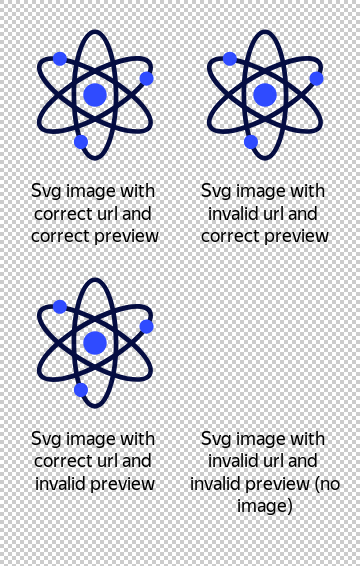 Svg image with
correct url and
correct preview
Svg image with
invalid url and
correct preview
Svg image with
correct url and
invalid preview
Svg image with
invalid url and
invalid preview (no
image)